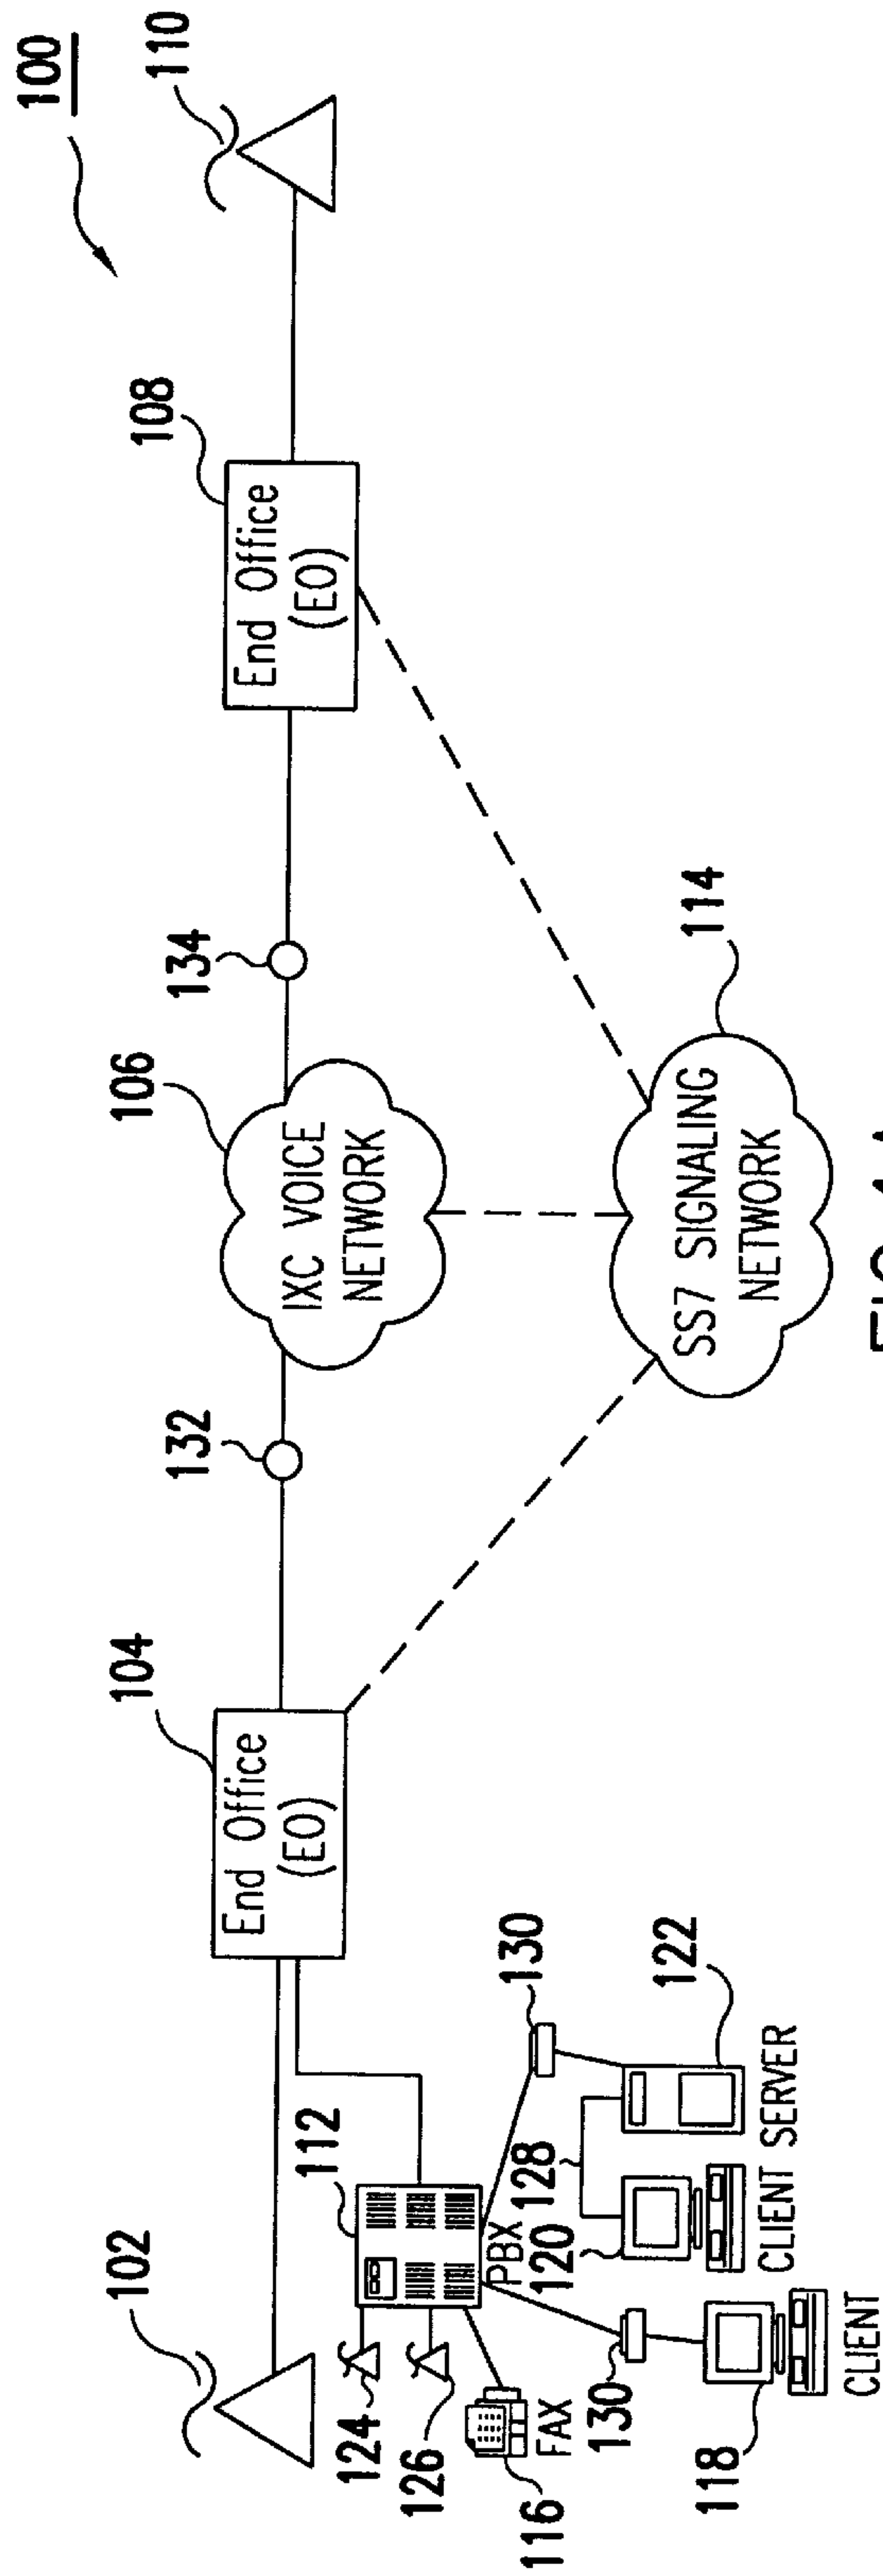 100
110
108
End Office
(EO)
134
106
IXC VOICE
NETWORK
132
104
End Office
(EO)
102
112
PBX
124
126
116
FAX
130
118
CLIENT
120
128
130
122
CLIENT SERVER
114
SS7 SIGNALING
NETWORK